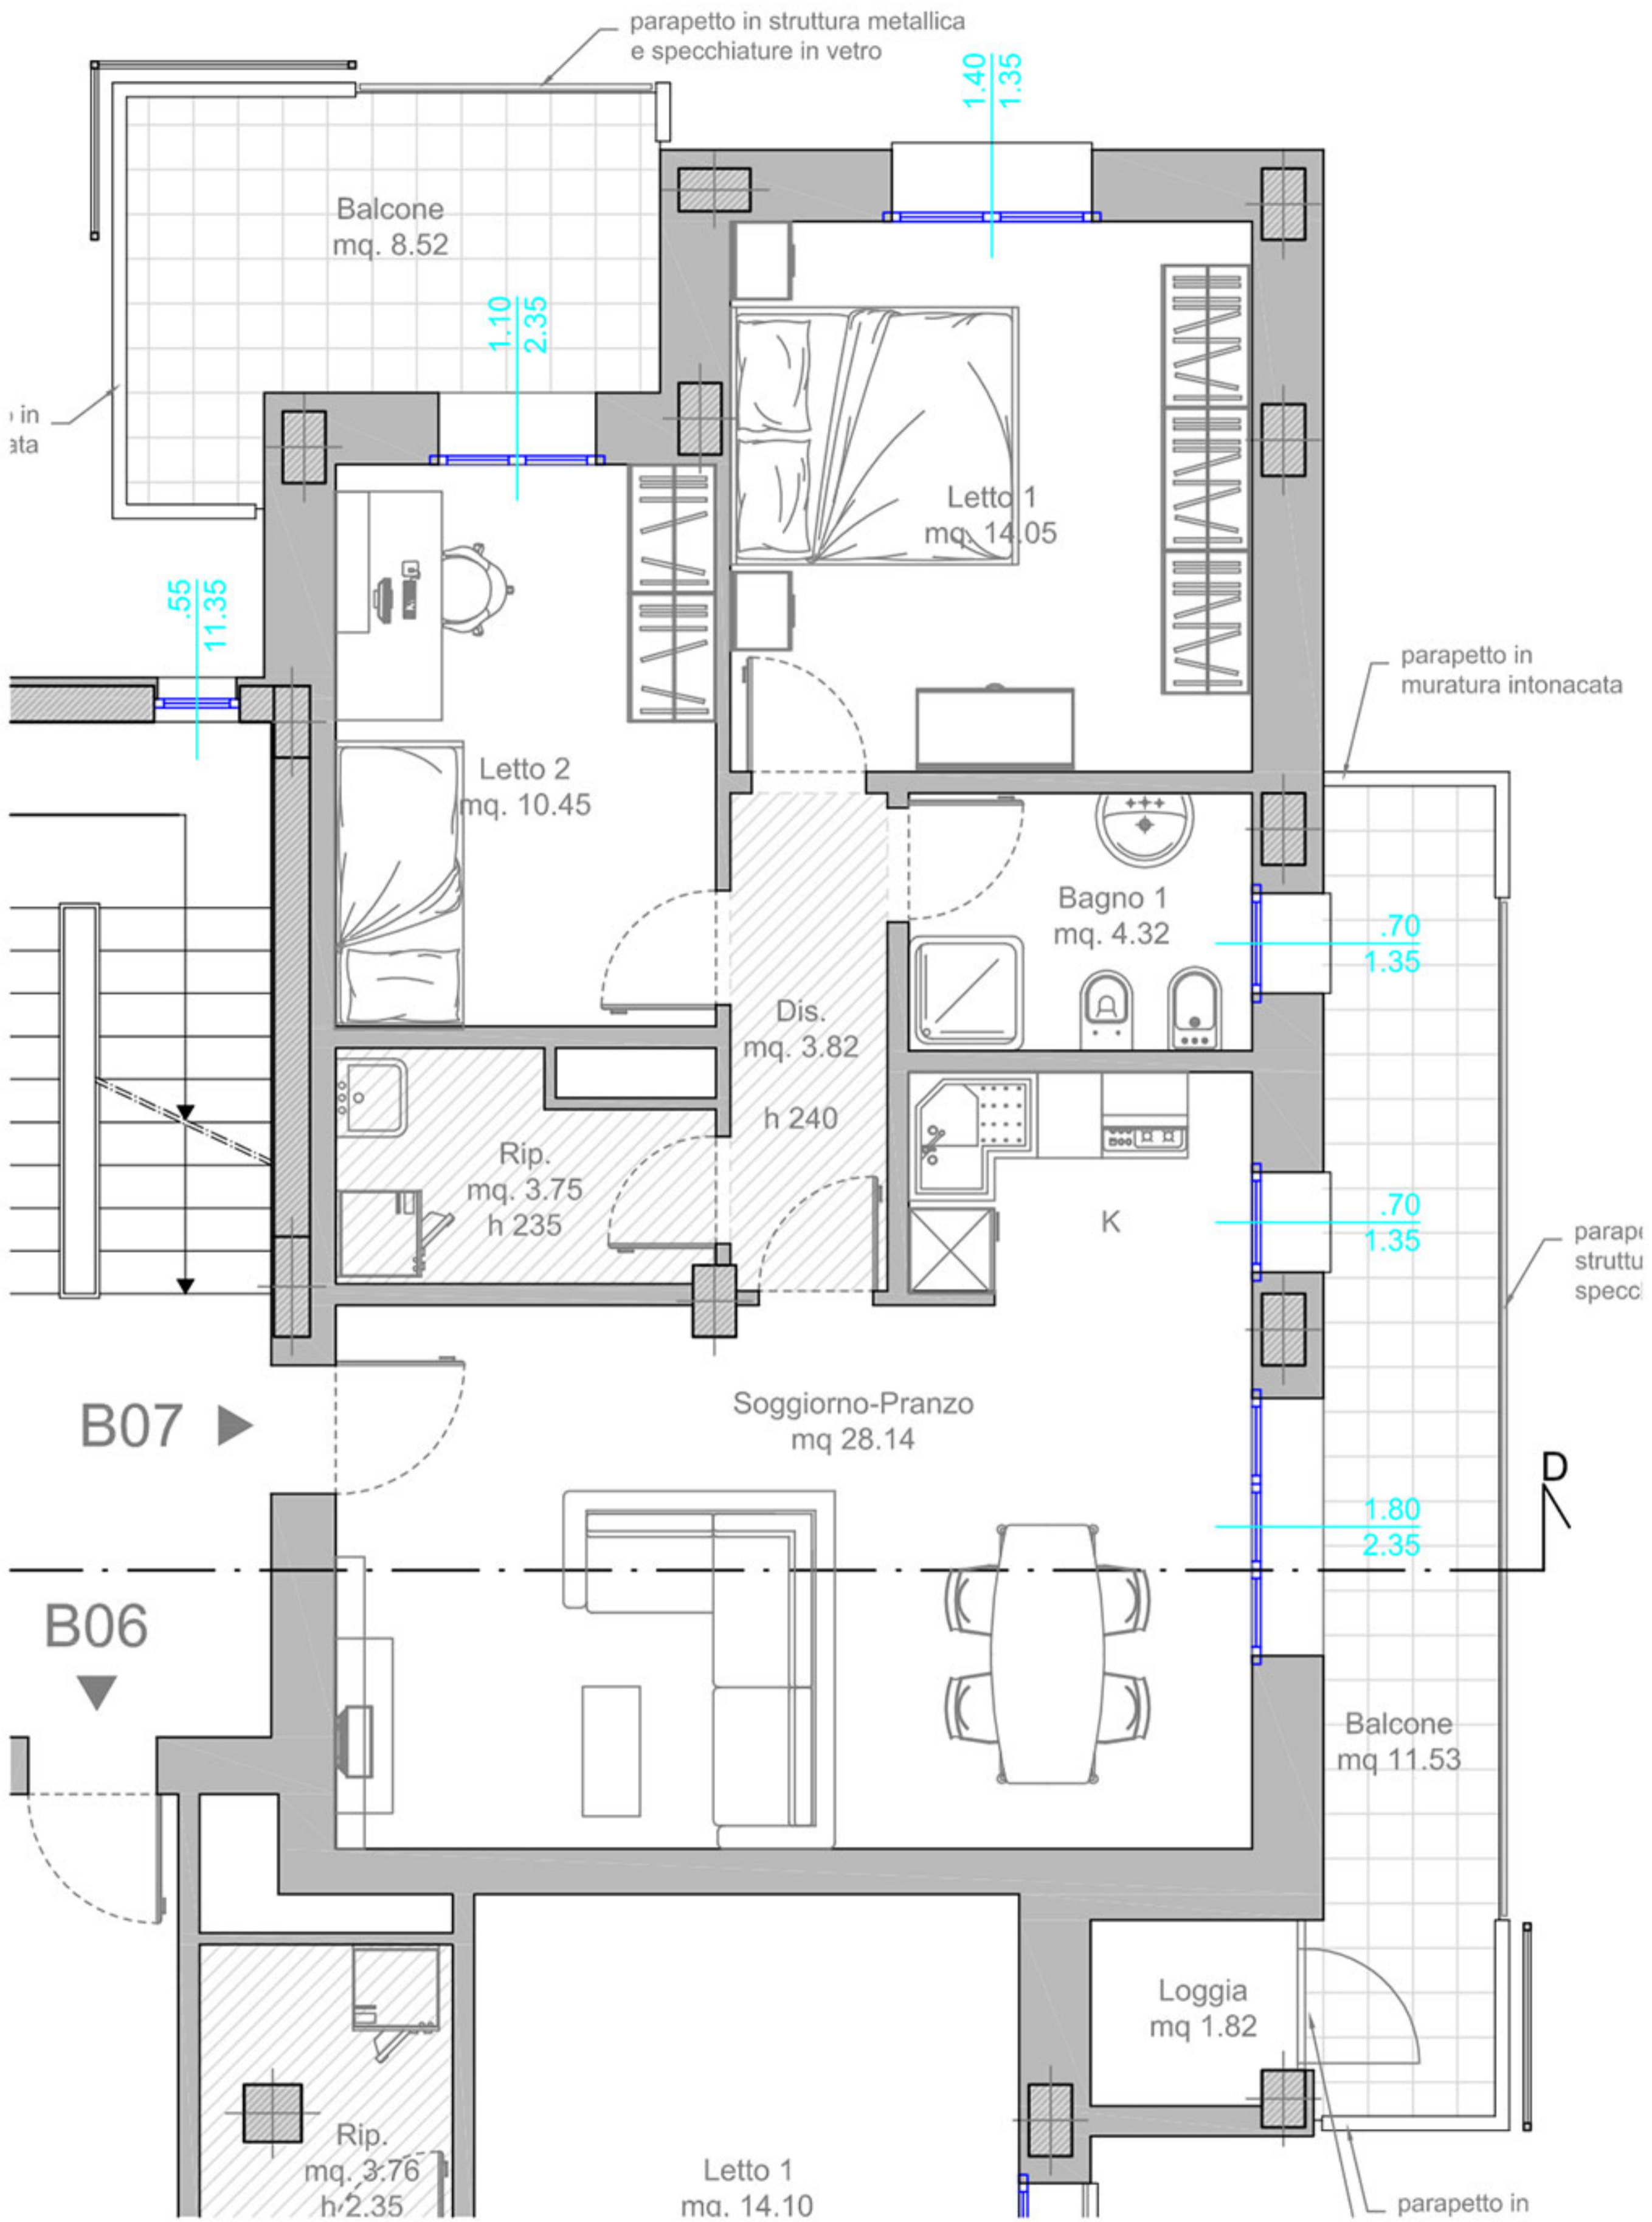 parapetto in struttura metallica
e specchiature in vetro
1.40
1.35
Balcone
mq. 8.52
1.10
2.35
in
Letto 1
mq. 14.05
.55
11.35
parapetto in
muratura intonacata
Letto 2
mq. 10.45
Bagno 1
mq. 4.32
.70
1.35
Dis.
mq. 3.82
h 240
Rip.
mq. 3.75
h 235
K
.70
1.35
B07
Soggiorno-Pranzo
mq 28.14
D
1.80
2.35
B06
Balcone
mq 11.53
Loggia
mq 1.82
Rip.
mq. 3.76
h 2.35
Letto 1
mq. 14.10
parapetto in